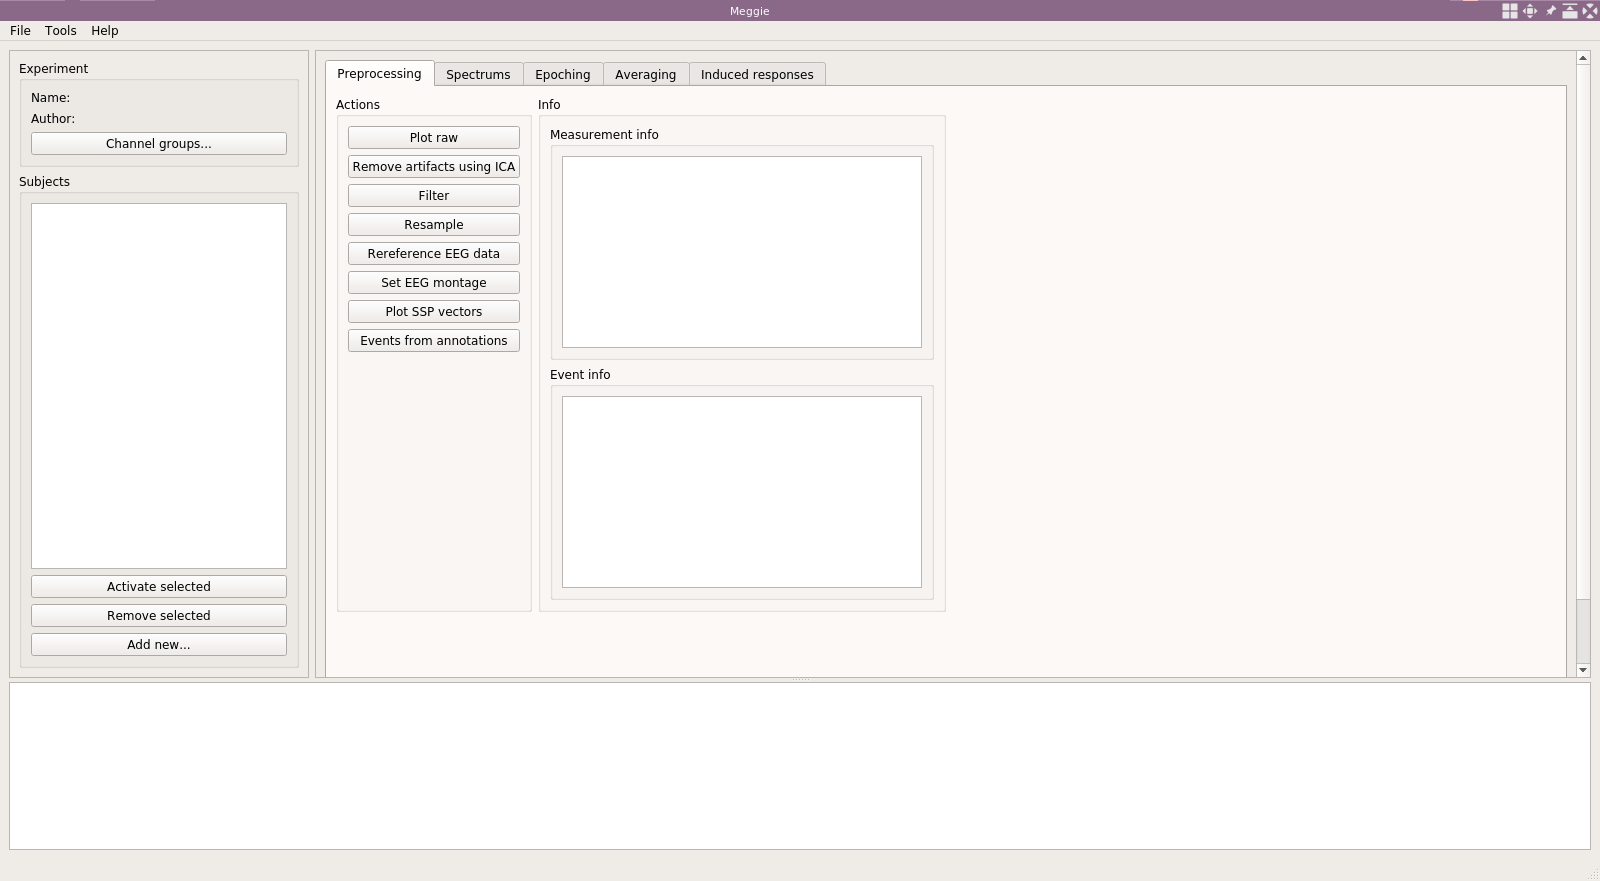 Meggie
File Tools Help
Experiment
Name:
Author:
Channel groups...
Subjects
Activate selected
Remove selected
Add new...
Preprocessing Spectrums Epoching Averaging Induced responses
Actions
Plot raw
Remove artifacts using ICA
Filter
Resample
Rereference EEG data
Set EEG montage
Plot SSP vectors
Events from annotations
Info
Measurement info
Event info